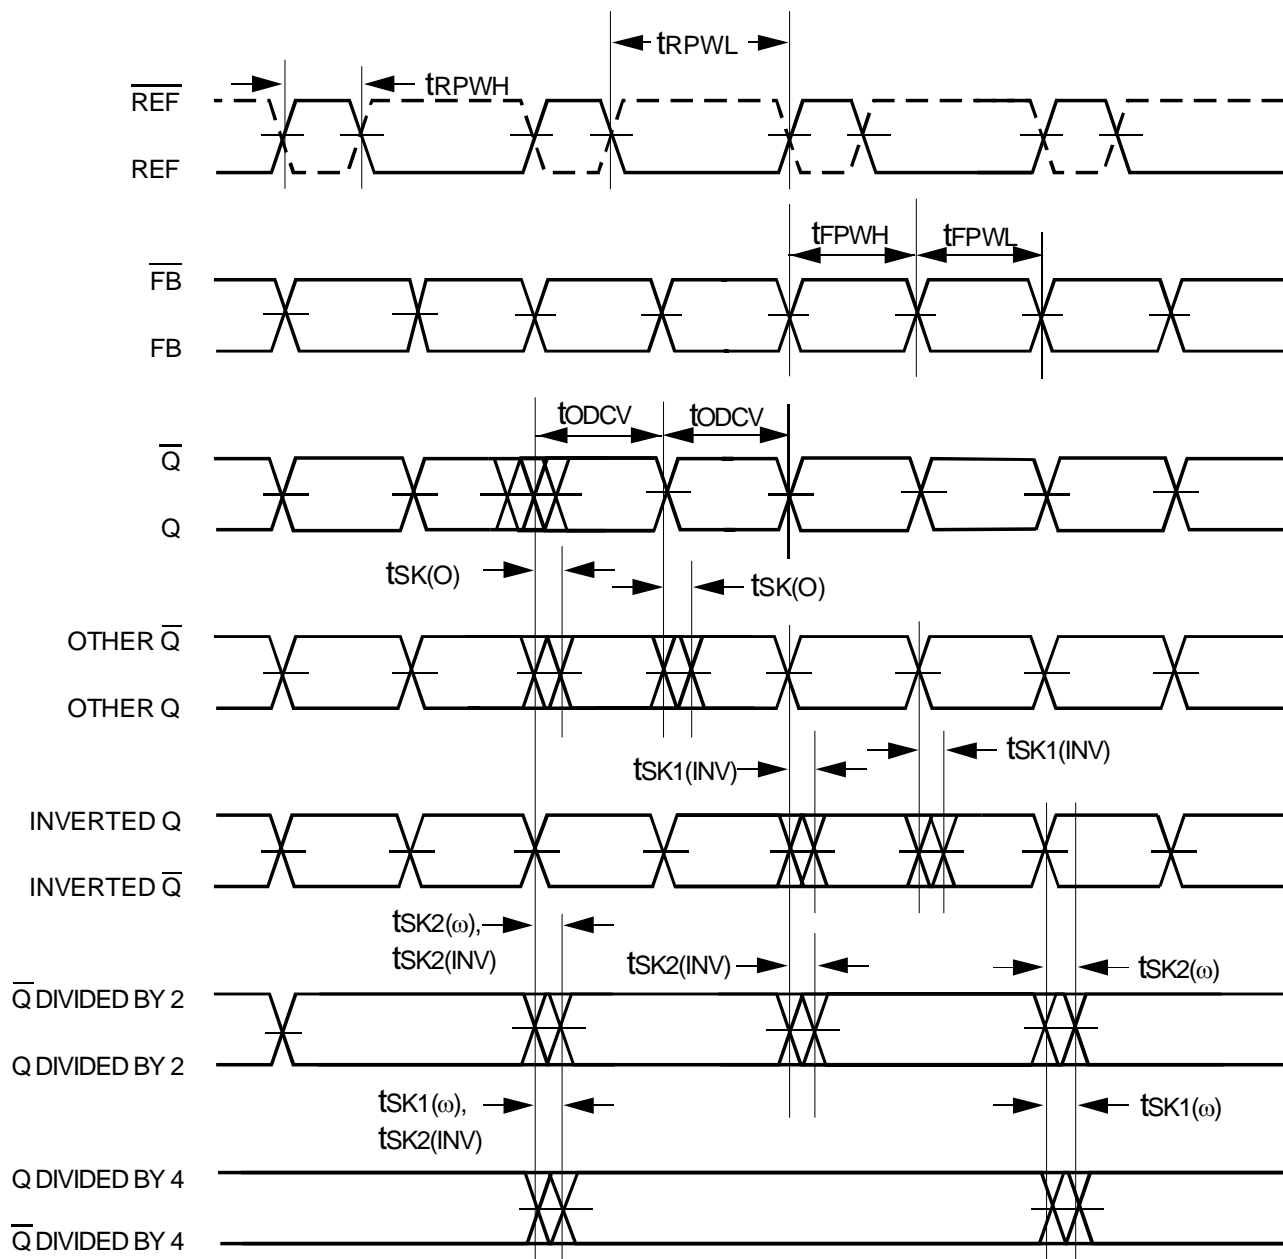 tRPWL
tRPWH
R̅E̅F̅
REF
tFPWH
tFPWL
F̅B̅
FB
tODCV
tODCV
Q̅
Q
tSK(O)
tSK(O)
OTHER Q̅
OTHER Q
tSK1(INV)
tSK1(INV)
INVERTED Q
INVERTED Q̅
tSK2(ω),
tSK2(INV)
tSK2(INV)
tSK2(ω)
Q̅ DIVIDED BY 2
Q DIVIDED BY 2
tSK1(ω),
tSK2(INV)
tSK1(ω)
Q DIVIDED BY 4
Q̅ DIVIDED BY 4